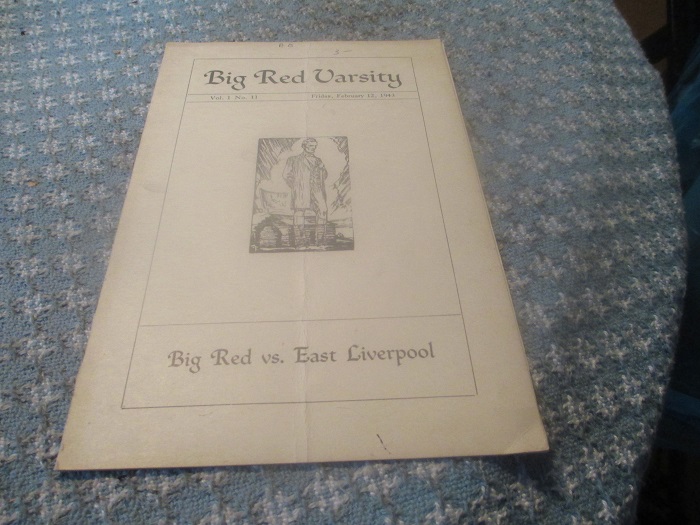 Big Red Varsity
Vol. 1 No. 11
Friday, February 12, 1943
Big Red vs. East Liverpool